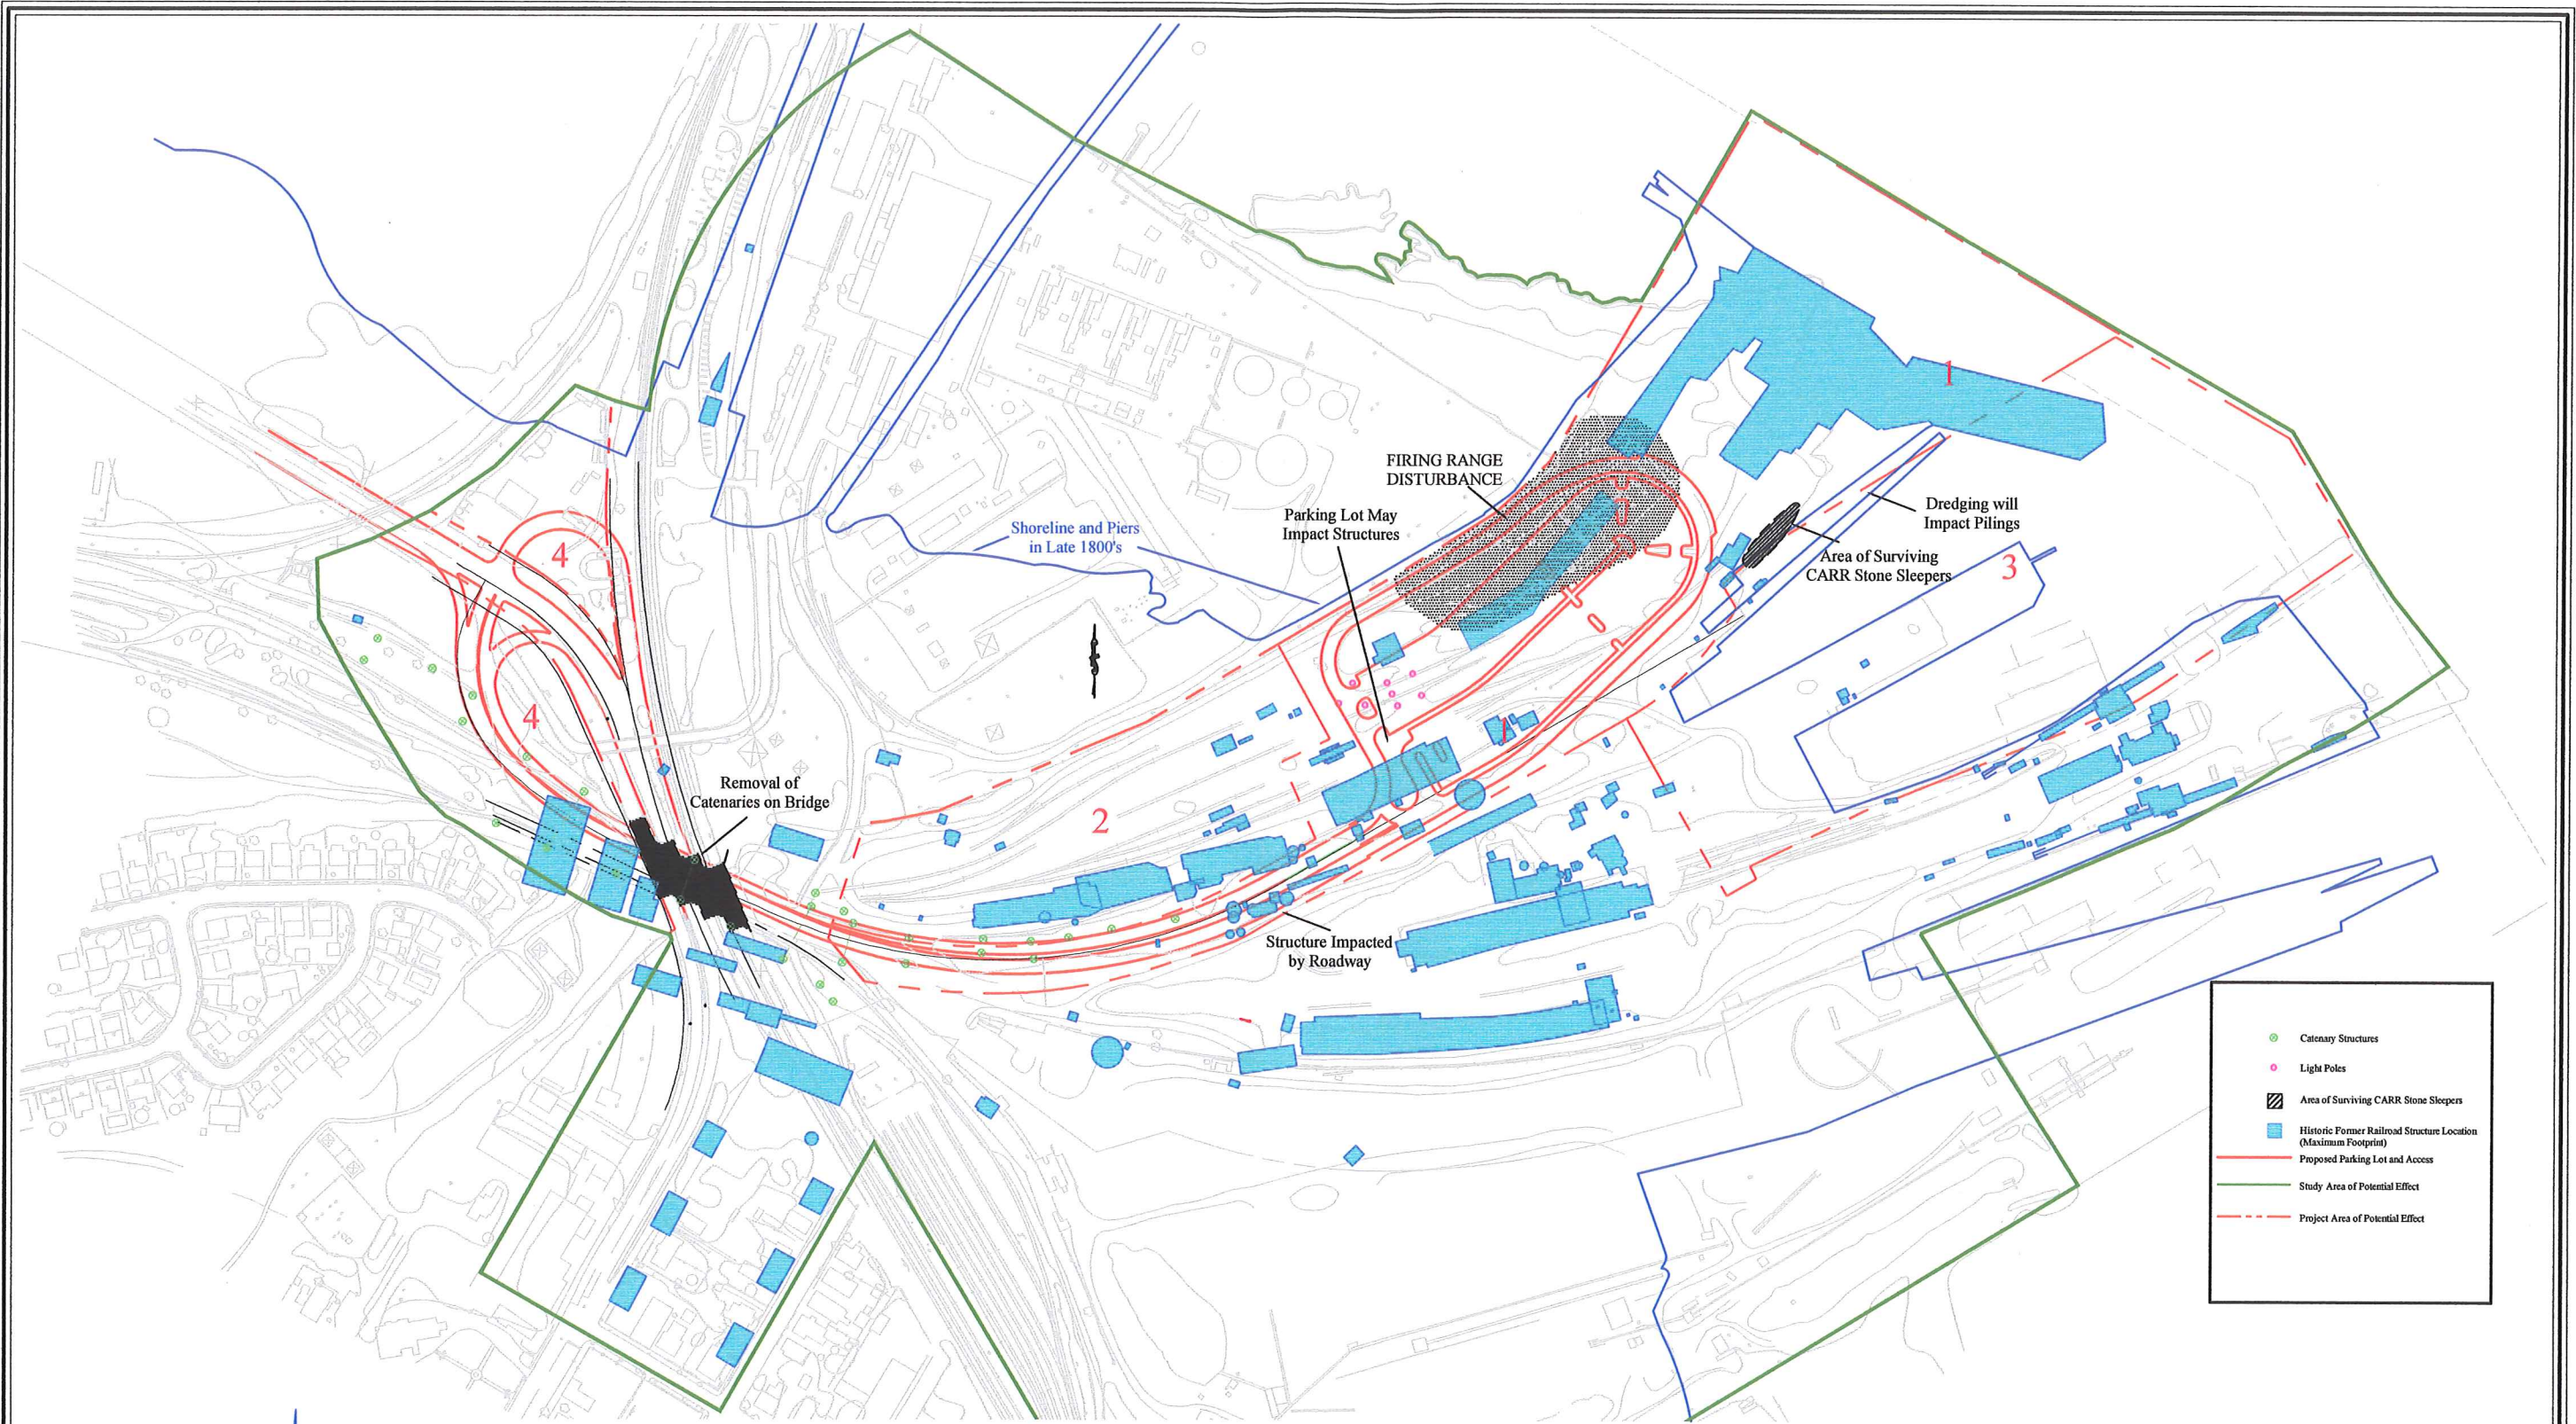 FIRING RANGE
DISTURBANCE
Parking Lot May
Impact Structures
Shoreline and Piers
in Late 1800's
1
Dredging will
Impact Pilings
Area of Surviving
CARR Stone Sleepers
3
4
4
1
2
Removal of
Catenaries on Bridge
Structure Impacted
by Roadway
Catenary Structures
Light Poles
Area of Surviving CARR Stone Sleepers
Historic Former Railroad Structure Location
(Maximum Footprint)
Proposed Parking Lot and Access
Study Area of Potential Effect
Project Area of Potential Effect